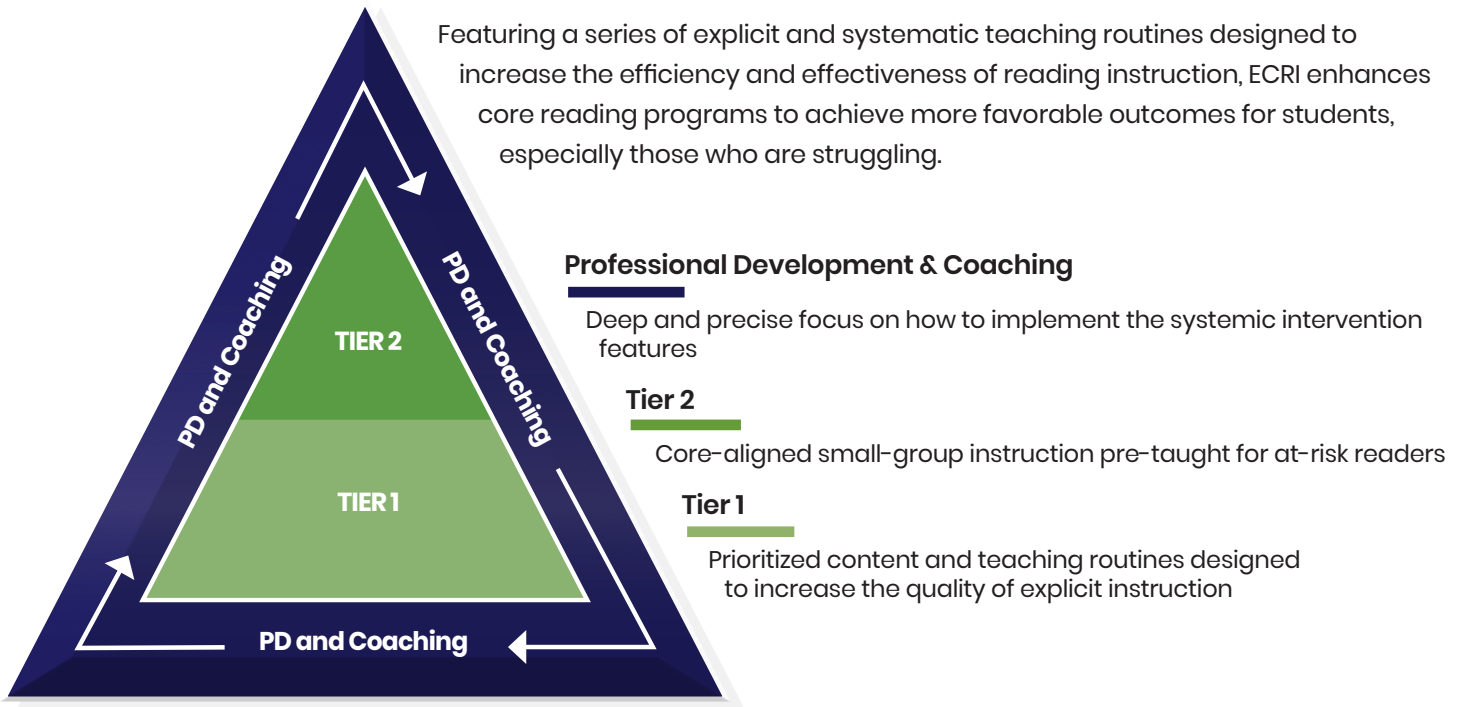 Featuring a series of explicit and systematic teaching routines designed to
increase the efficiency and effectiveness of reading instruction, ECRI enhances
core reading programs to achieve more favorable outcomes for students,
especially those who are struggling.
PD and Coaching
PD and Coaching
TIER 2
TIER 1
PD and Coaching
Professional Development & Coaching
Deep and precise focus on how to implement the systemic intervention
features
Tier 2
Core-aligned small-group instruction pre-taught for at-risk readers
Tier 1
Prioritized content and teaching routines designed
to increase the quality of explicit instruction